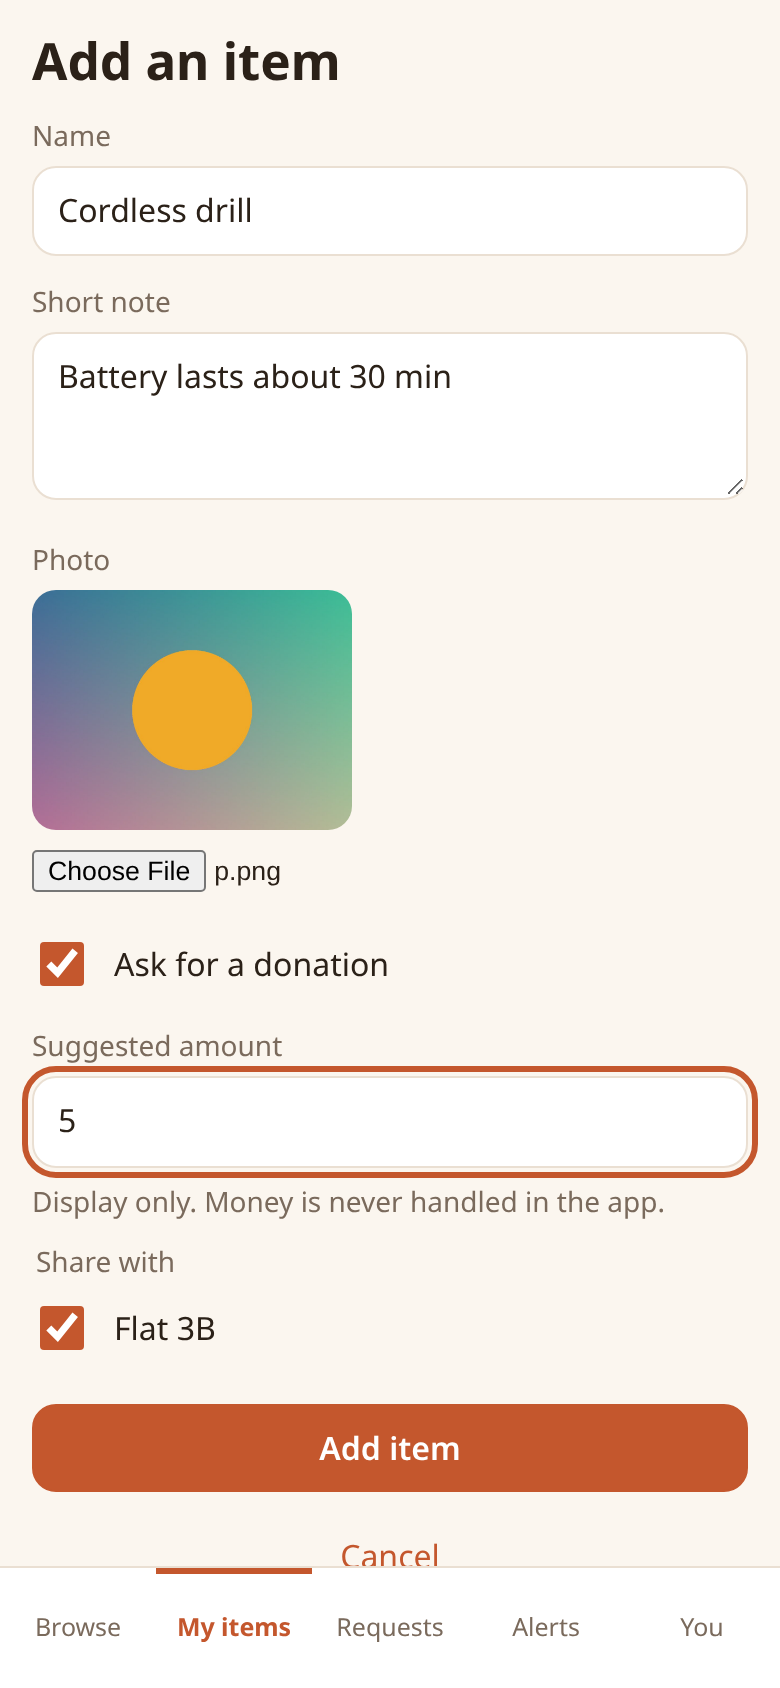 Add an item
Name
Cordless drill
Short note
Battery lasts about 30 min
Photo
Choose File p.png
Ask for a donation
Suggested amount
5
Display only. Money is never handled in the app.
Share with
Flat 3B
Add item
Cancel
Browse My items Requests Alerts You